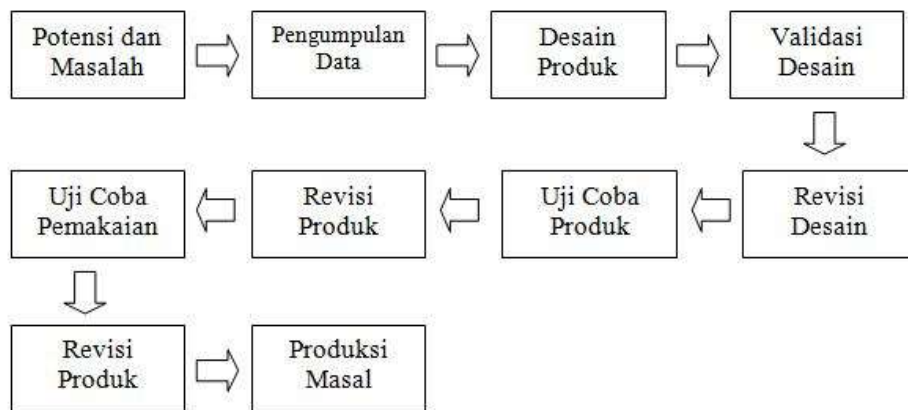 Potensi dan
Masalah
Pengumpulan
Data
Desain
Produk
Validasi
Desain
Revisi
Desain
Uji Coba
Produk
Revisi
Produk
Uji Coba
Pemakaian
Revisi
Produk
Produksi
Masal